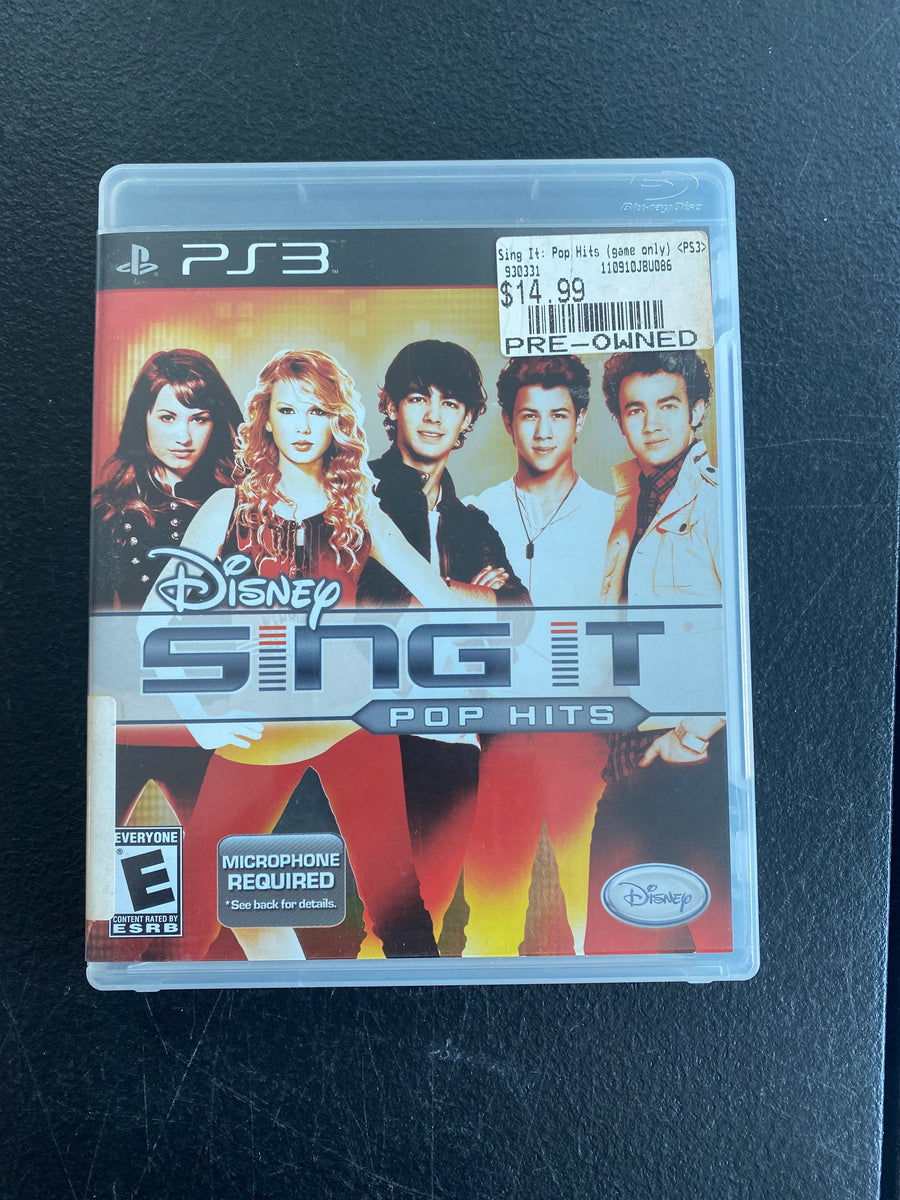 Blu-ray Disc
PS3™
Sing It: Pop Hits (game only) <PS3>
930331 110910JBU086
$14.99
PRE-OWNED
Disney
SING IT
POP HITS
EVERYONE
E
CONTENT RATED BY
ESRB
MICROPHONE
REQUIRED
*See back for details.
Disney